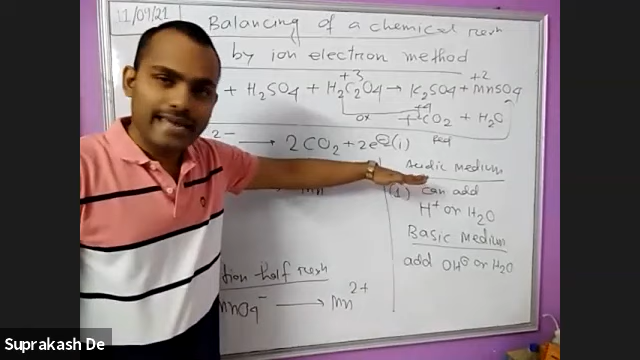 11/09/21 Balancing of a chemical rexn
by ion electron method
+3 +2
+ H2SO4 + H2C2O4 → K2SO4 + MnSO4
+4
ox + CO2 + H2O
2- → 2CO2 + 2e⊖ (i) Red
Acidic medium
(1) can add
H+ or H2O
Basic Medium
add OH⊖ or H2O
tion half rexn
MnO4- → Mn2+
Suprakash De